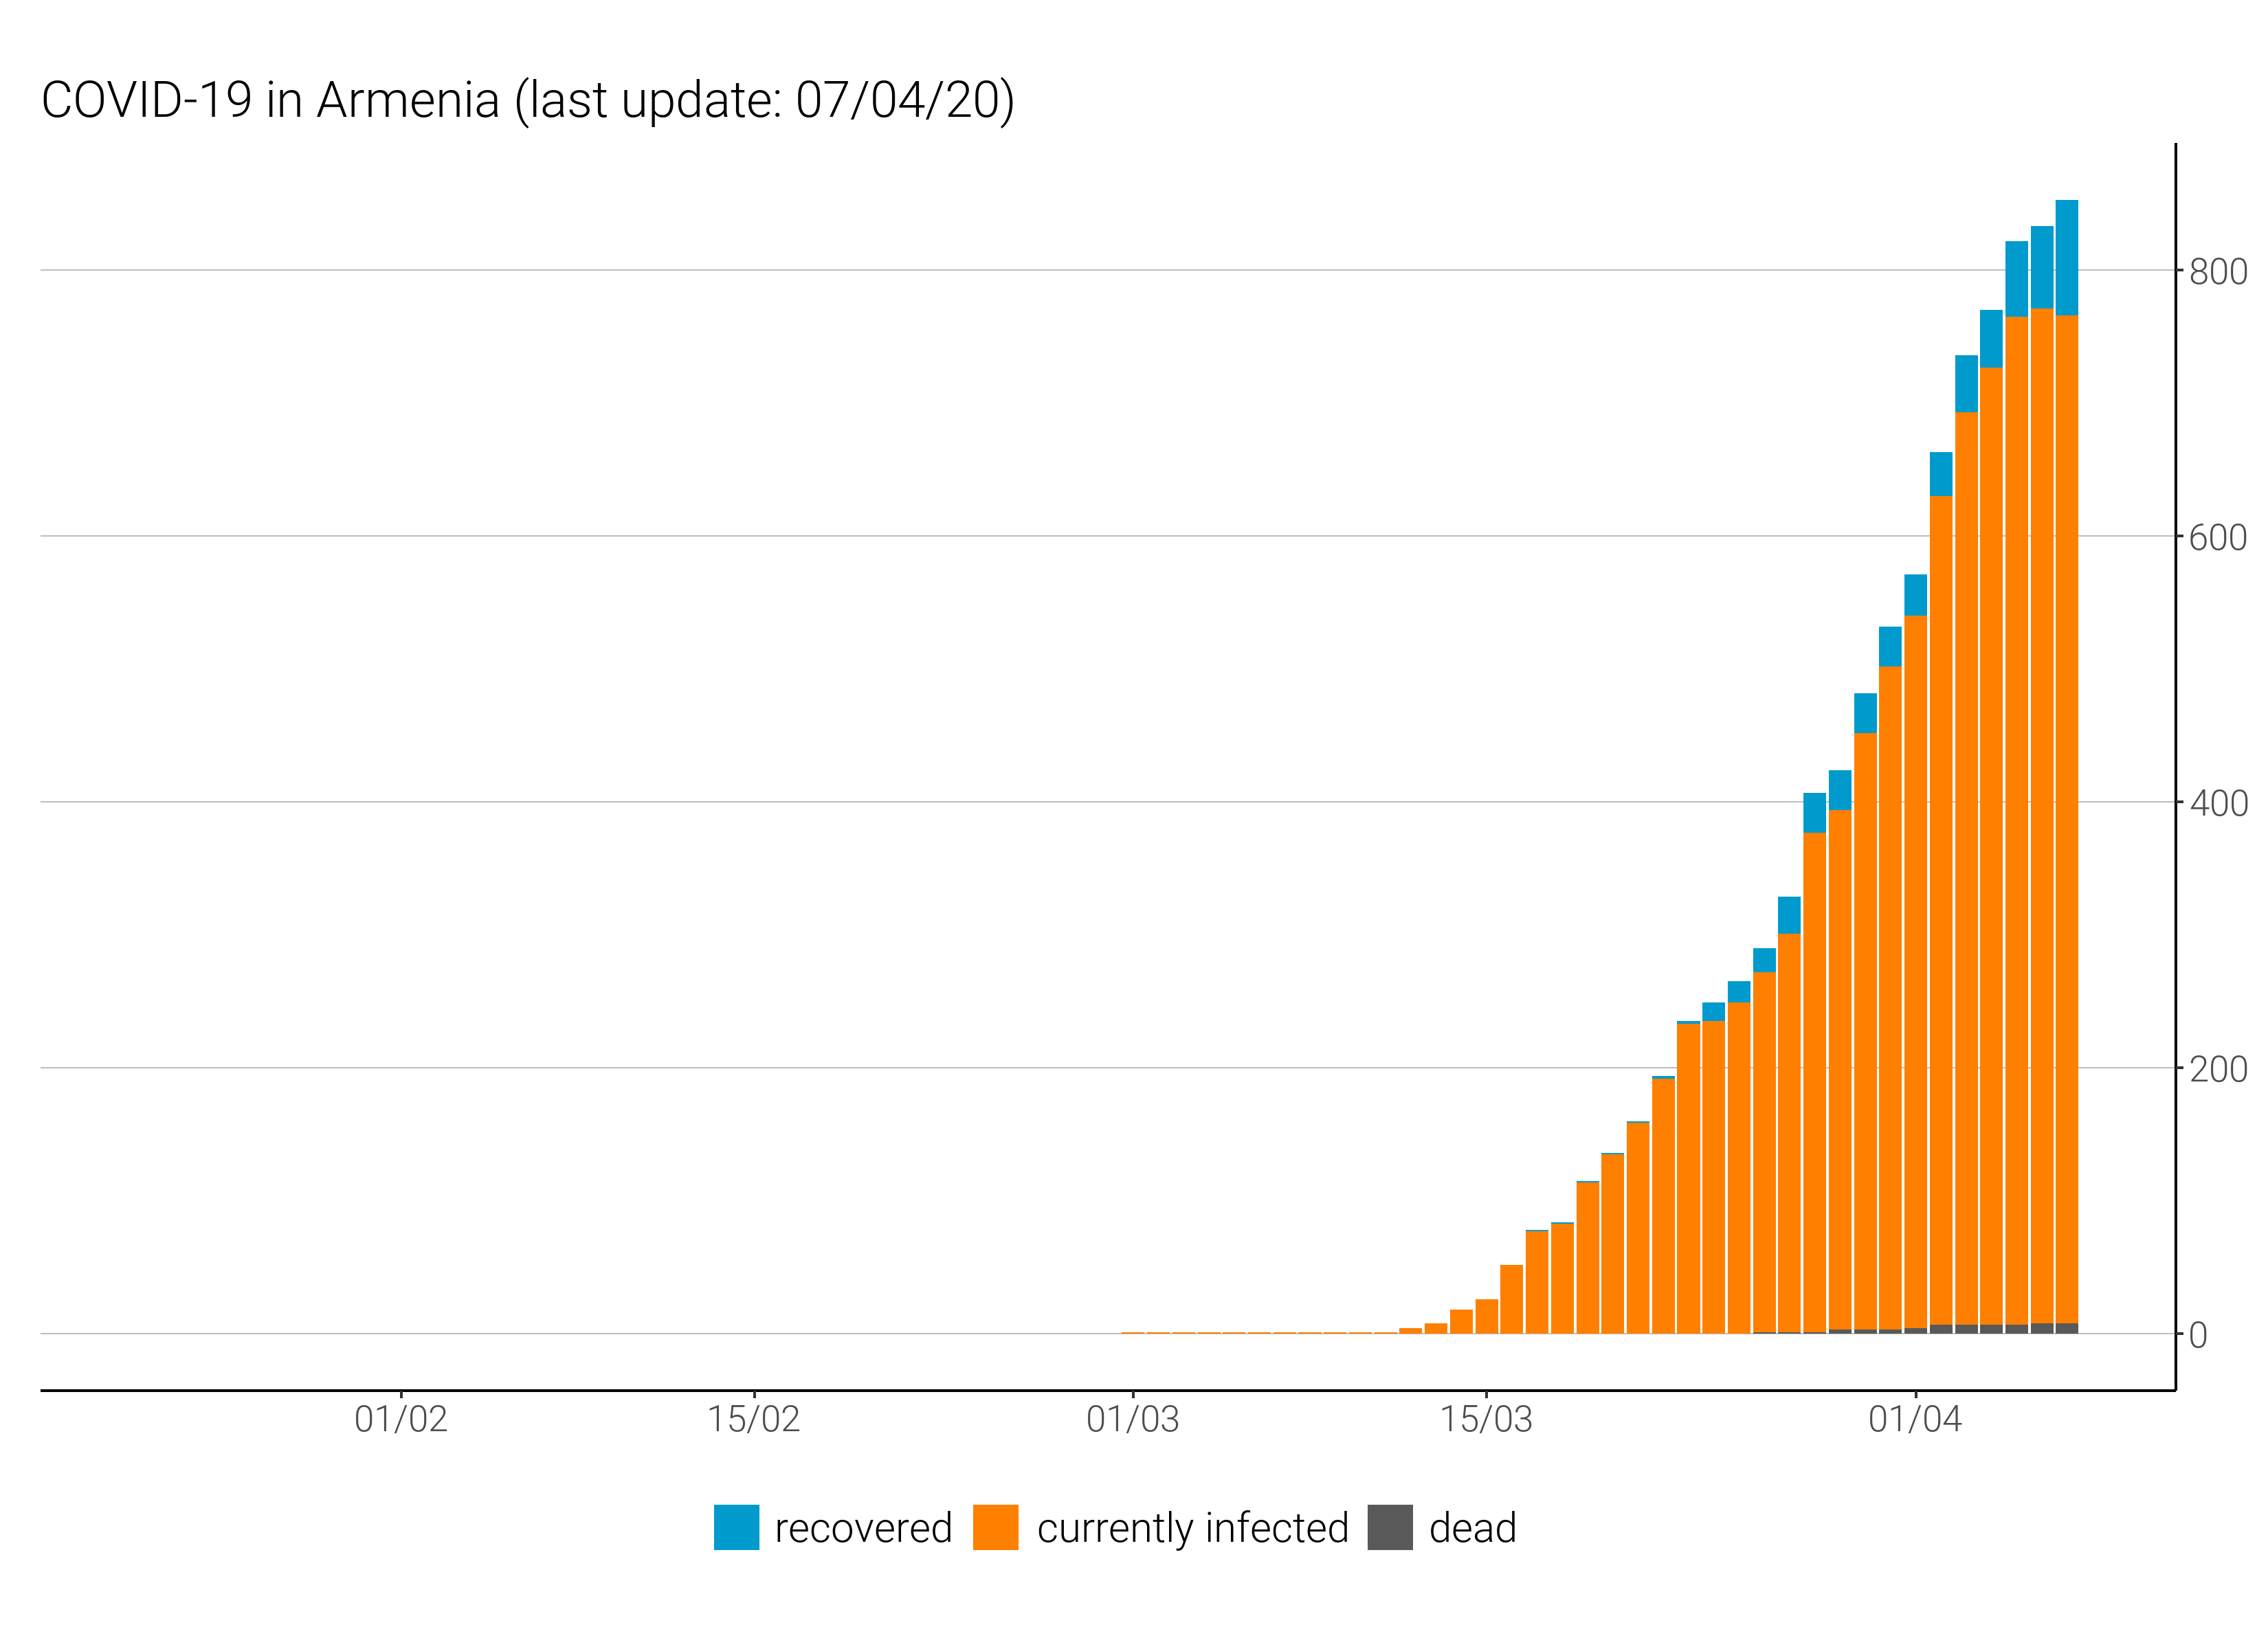 COVID-19 in Armenia (last update: 07/04/20)
800
600
400
200
0
01/02 15/02 01/03 15/03 01/04
recovered currently infected dead